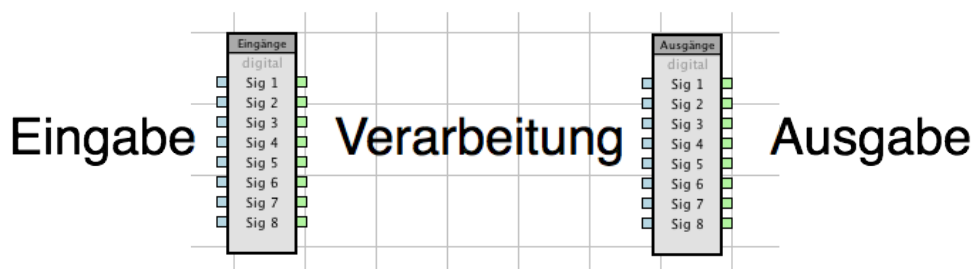 Eingabe
Eingänge
digital
Sig 1
Sig 2
Sig 3
Sig 4
Sig 5
Sig 6
Sig 7
Sig 8
Verarbeitung
Ausgänge
digital
Sig 1
Sig 2
Sig 3
Sig 4
Sig 5
Sig 6
Sig 7
Sig 8
Ausgabe